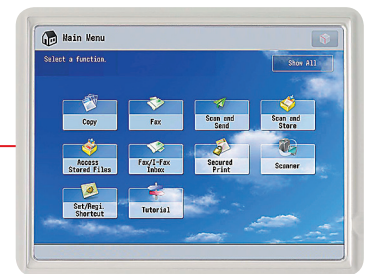 Main Menu
Select a function.
Show All
Copy
Fax
Scan and
Send
Scan and
Store
Access
Stored Files
Fax/I-Fax
Inbox
Secured
Print
Scanner
Set/Regi.
Shortcut
Tutorial